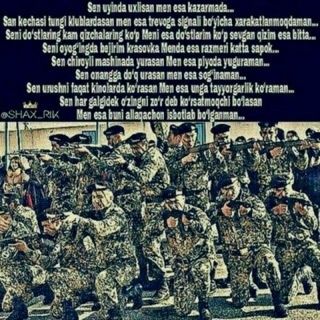 Sen uyinda uxlisan men esa kazarmada...
San kechasi tungi klublardasan men esa trevoga signali bo'yicha xarakatlanmoqdaman...
Seni do'stlaring kam qizchalaring ko'p Meni esa do'stlarim ko'p sevgan qizim esa bitta...
Seni oyog'ingda bejirim krasovka Menda esa razmeri katta sapok...
Sen chiroyli mashinada yurasan Men esa piyoda yuguraman...
Sen onangga do'q urasan men esa sog'inaman...
Sen urushni faqat kinolarda ko'rasan Men esa unga tayyorgarlik ko'raman...
Sen har galgidek o'zingni zo'r deb ko'rsatmoqchi bo'lasan
Men esa buni allaqachon isbotlab bo'lganman...
@SHAX_RIK